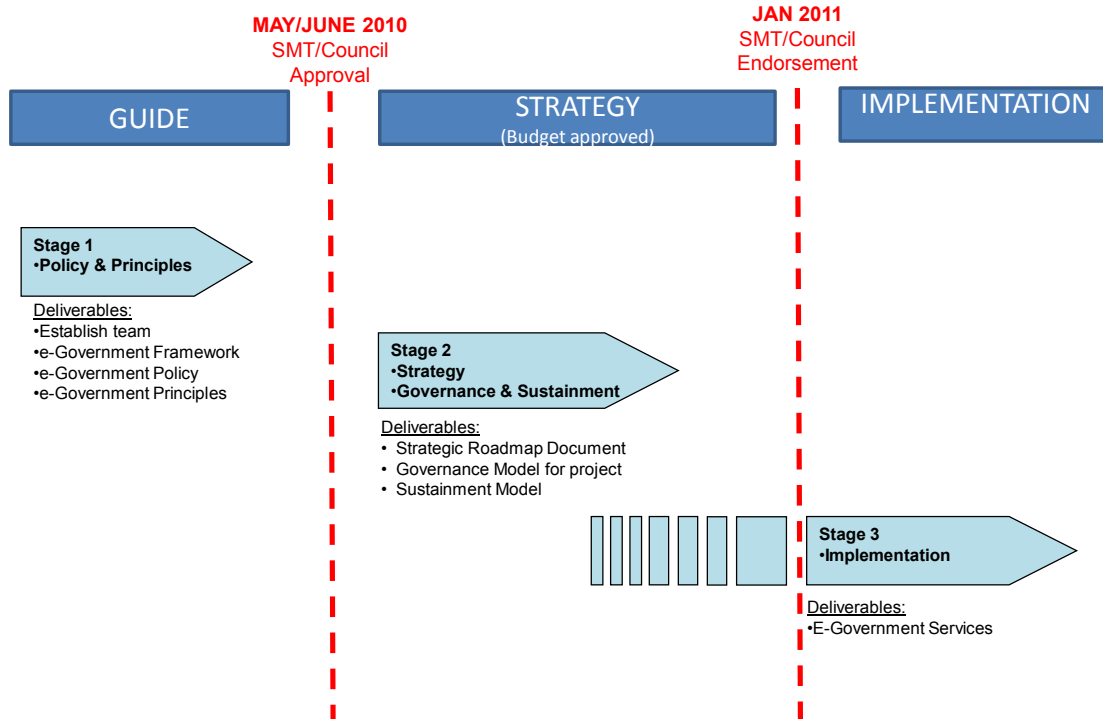 MAY/JUNE 2010
SMT/Council
Approval
JAN 2011
SMT/Council
Endorsement
GUIDE
STRATEGY
(Budget approved)
IMPLEMENTATION
Stage 1
•Policy & Principles
Deliverables:
•Establish team
•e-Government Framework
•e-Government Policy
•e-Government Principles
Stage 2
•Strategy
•Governance & Sustainment
Deliverables:
• Strategic Roadmap Document
• Governance Model for project
• Sustainment Model
Stage 3
•Implementation
Deliverables:
•E-Government Services